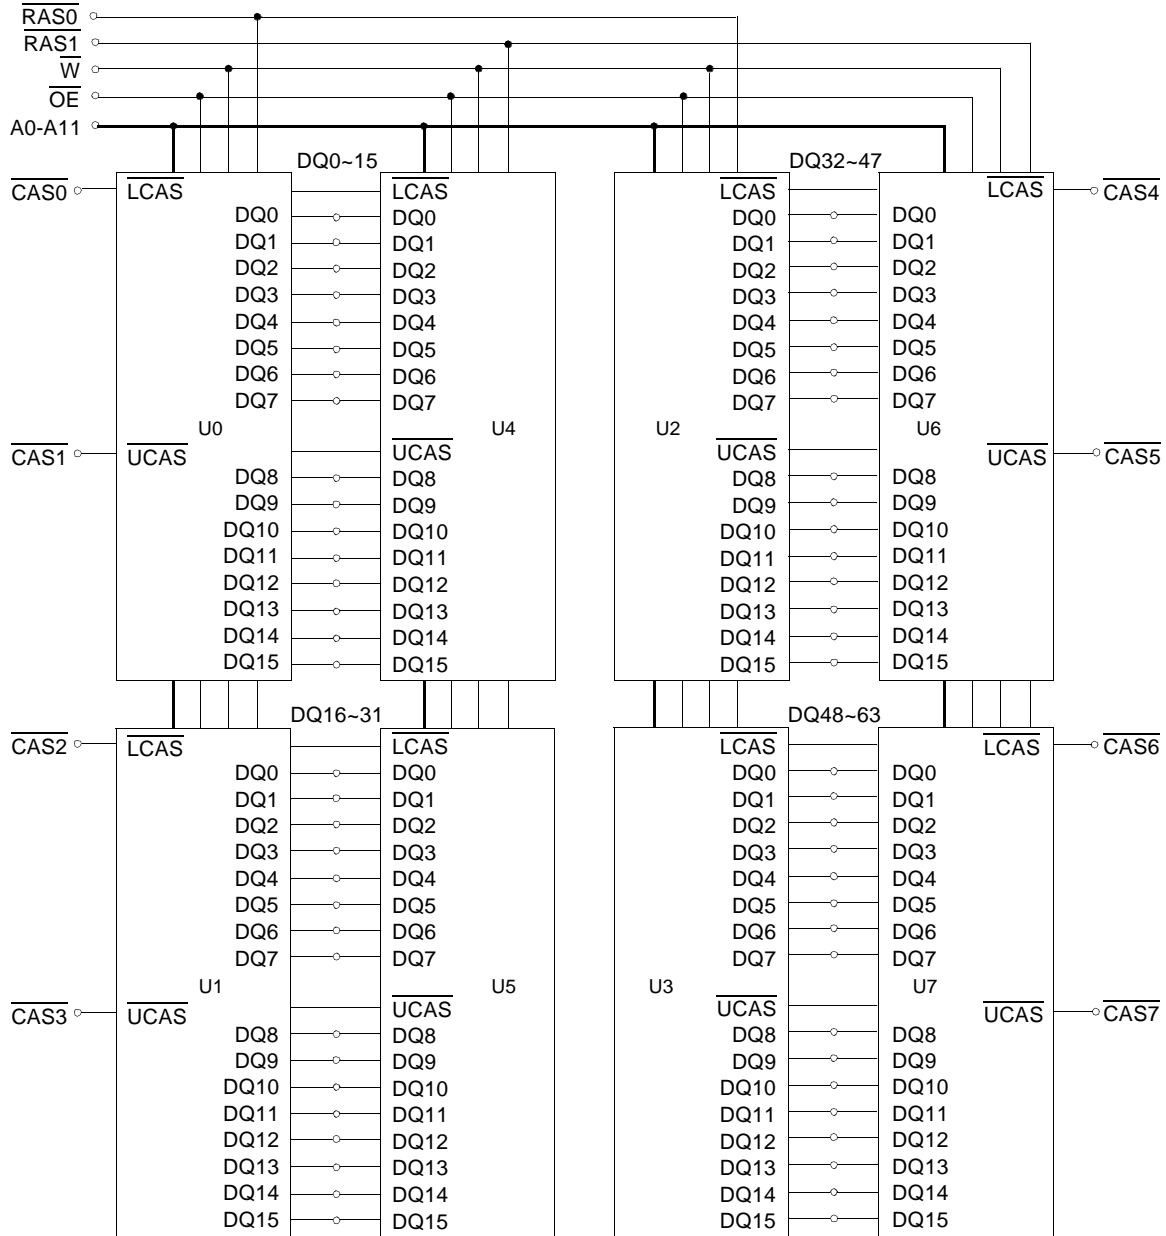 RAS0
RAS1
W
OE
A0-A11
DQ0~15 DQ32~47
CAS0 LCAS LCAS LCAS LCAS CAS4
DQ0 DQ0 DQ0 DQ0
DQ1 DQ1 DQ1 DQ1
DQ2 DQ2 DQ2 DQ2
DQ3 DQ3 DQ3 DQ3
DQ4 DQ4 DQ4 DQ4
DQ5 DQ5 DQ5 DQ5
DQ6 DQ6 DQ6 DQ6
DQ7 DQ7 DQ7 DQ7
U0 U4 U2 U6
CAS1 UCAS UCAS UCAS UCAS CAS5
DQ8 DQ8 DQ8 DQ8
DQ9 DQ9 DQ9 DQ9
DQ10 DQ10 DQ10 DQ10
DQ11 DQ11 DQ11 DQ11
DQ12 DQ12 DQ12 DQ12
DQ13 DQ13 DQ13 DQ13
DQ14 DQ14 DQ14 DQ14
DQ15 DQ15 DQ15 DQ15
DQ16~31 DQ48~63
CAS2 LCAS LCAS LCAS LCAS CAS6
DQ0 DQ0 DQ0 DQ0
DQ1 DQ1 DQ1 DQ1
DQ2 DQ2 DQ2 DQ2
DQ3 DQ3 DQ3 DQ3
DQ4 DQ4 DQ4 DQ4
DQ5 DQ5 DQ5 DQ5
DQ6 DQ6 DQ6 DQ6
DQ7 DQ7 DQ7 DQ7
U1 U5 U3 U7
CAS3 UCAS UCAS UCAS UCAS CAS7
DQ8 DQ8 DQ8 DQ8
DQ9 DQ9 DQ9 DQ9
DQ10 DQ10 DQ10 DQ10
DQ11 DQ11 DQ11 DQ11
DQ12 DQ12 DQ12 DQ12
DQ13 DQ13 DQ13 DQ13
DQ14 DQ14 DQ14 DQ14
DQ15 DQ15 DQ15 DQ15